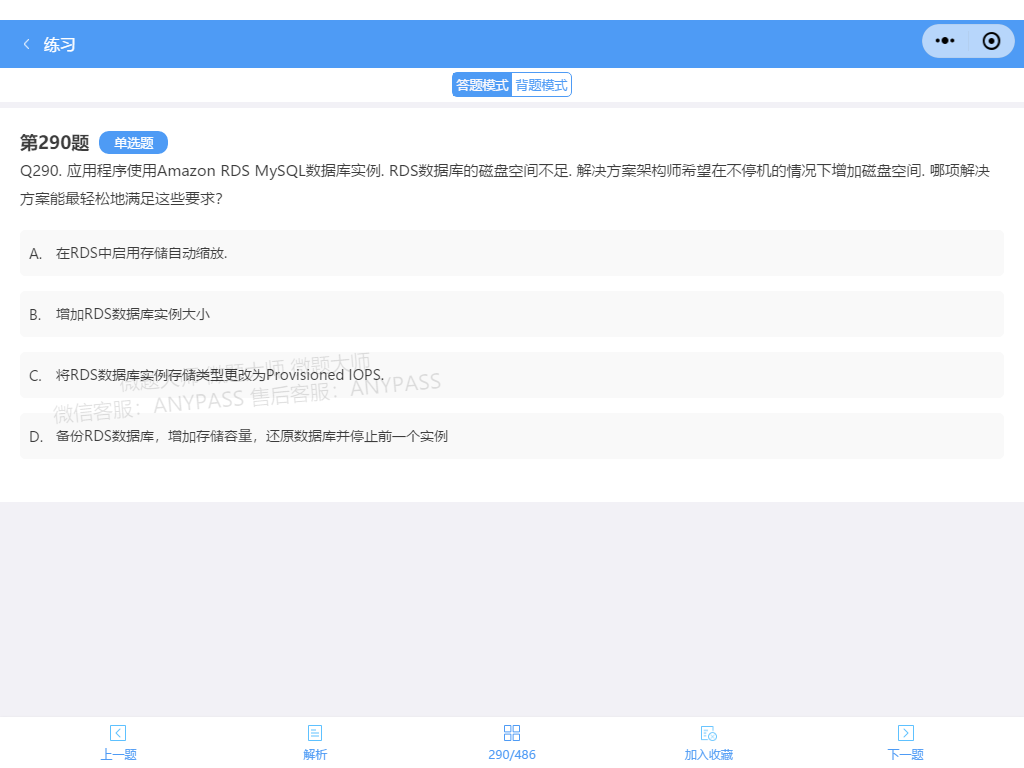 练习
答题模式 背题模式
第290题 单选题
Q290. 应用程序使用Amazon RDS MySQL数据库实例. RDS数据库的磁盘空间不足. 解决方案架构师希望在不停机的情况下增加磁盘空间. 哪项解决
方案能最轻松地满足这些要求?
A. 在RDS中启用存储自动缩放.
B. 增加RDS数据库实例大小
C. 将RDS数据库实例存储类型更改为Provisioned IOPS.
微题大师 微题大师 微题大师
微信客服：ANYPASS 售后客服：ANYPASS
D. 备份RDS数据库，增加存储容量，还原数据库并停止前一个实例
上一题 解析 290/486 加入收藏 下一题